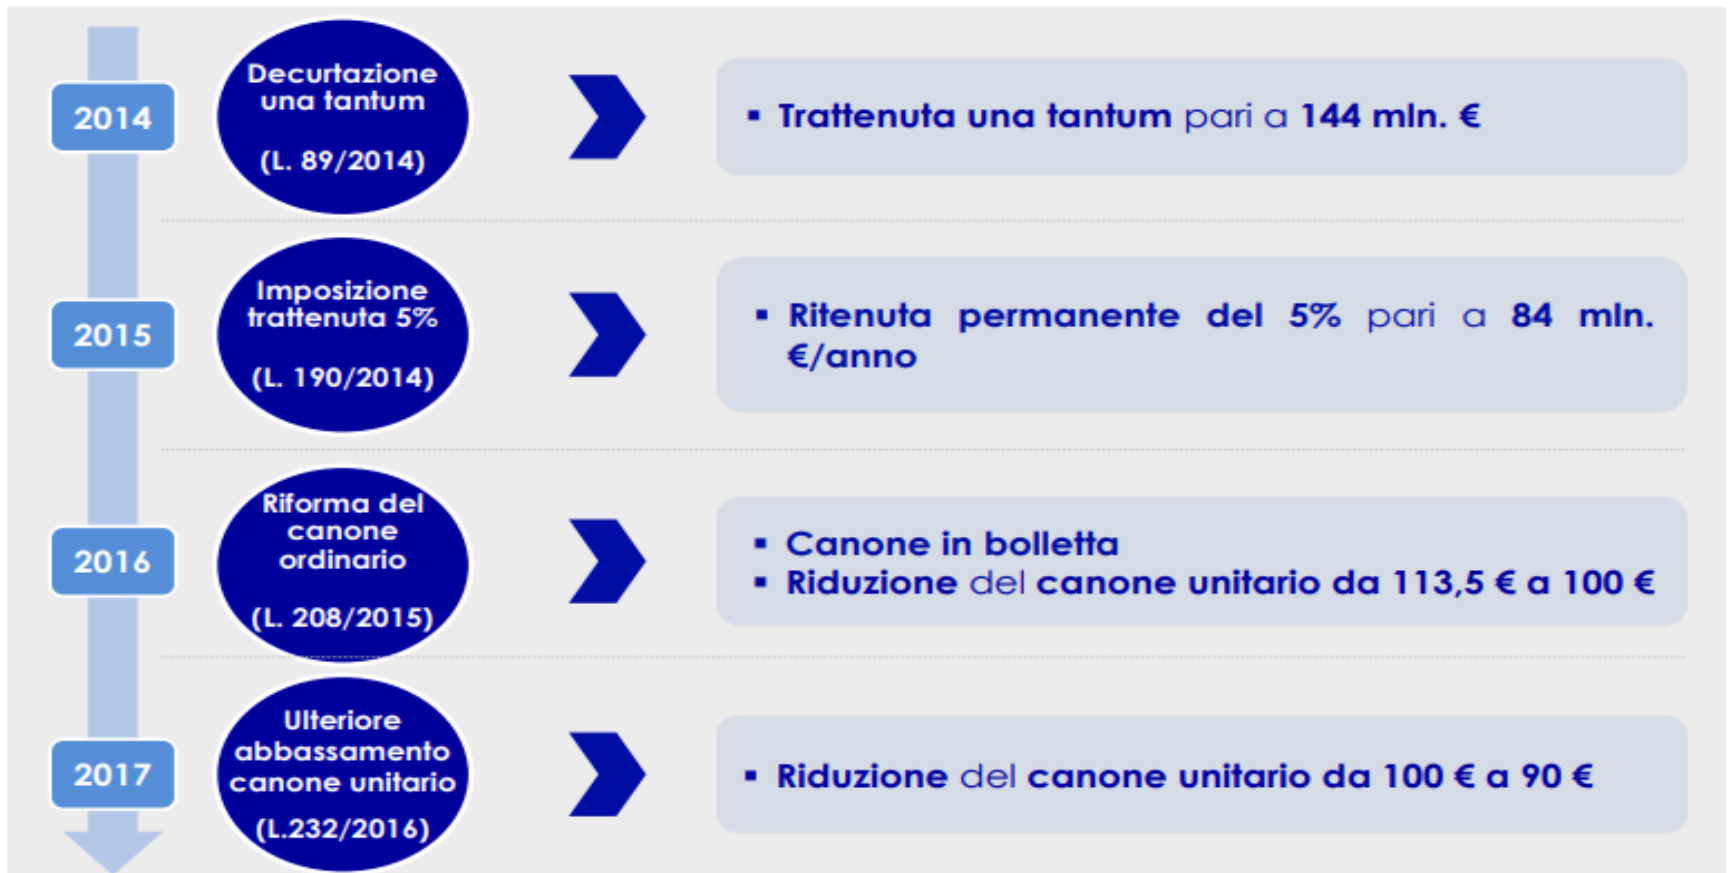 2014
Decurtazione
una tantum
(L. 89/2014)
▪ Trattenuta una tantum pari a 144 mln. €
2015
Imposizione
trattenuta 5%
(L. 190/2014)
▪ Ritenuta permanente del 5% pari a 84 mln.
€/anno
2016
Riforma del
canone
ordinario
(L. 208/2015)
▪ Canone in bolletta
▪ Riduzione del canone unitario da 113,5 € a 100 €
2017
Ulteriore
abbassamento
canone unitario
(L.232/2016)
▪ Riduzione del canone unitario da 100 € a 90 €